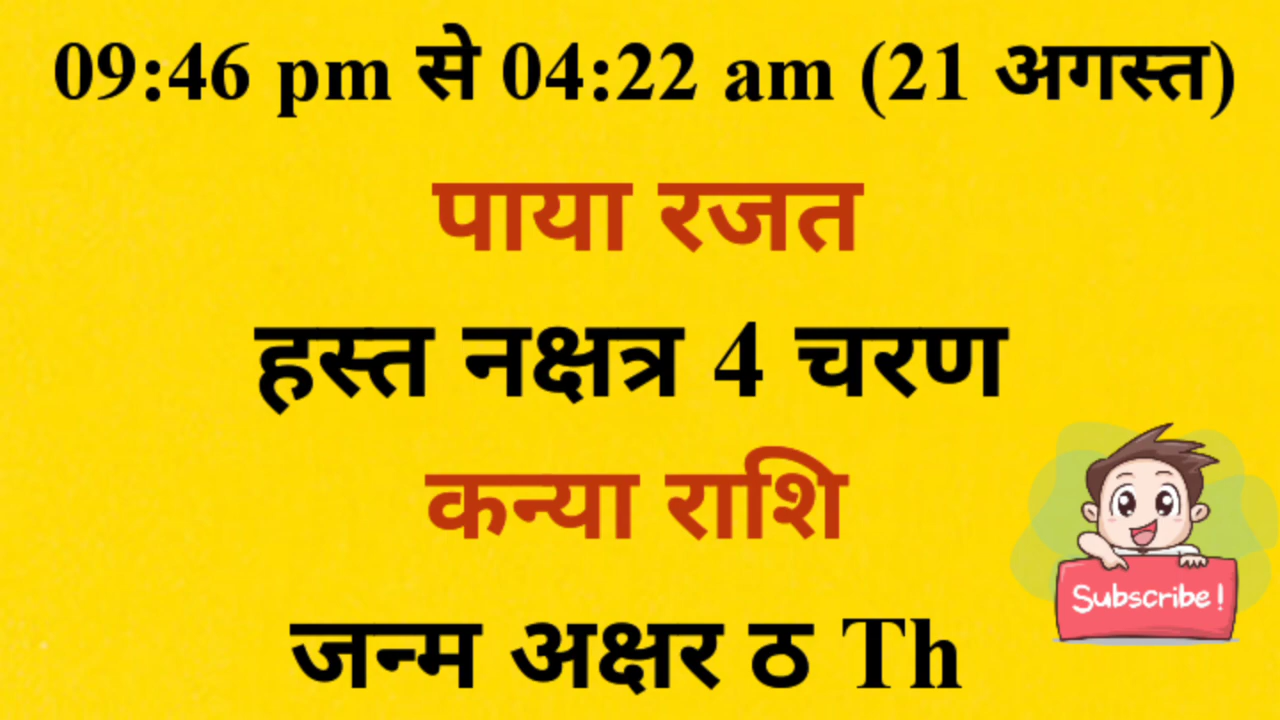 09:46 pm से 04:22 am (21 अगस्त)
पाया रजत
हस्त नक्षत्र 4 चरण
कन्या राशि
Subscribe!
जन्म अक्षर ठ Th